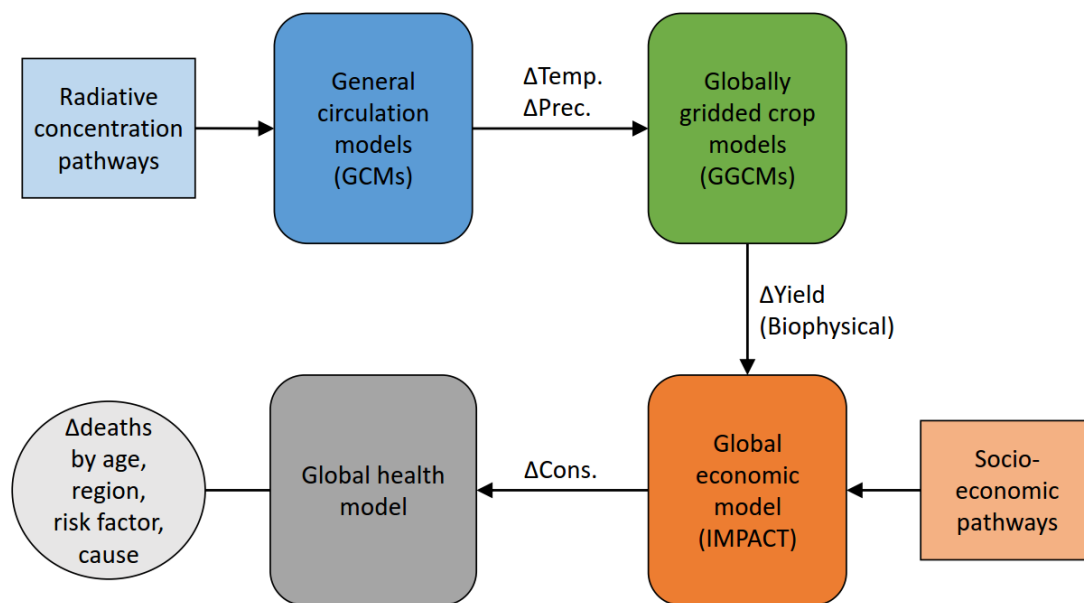 Radiative
concentration
pathways
General
circulation
models
(GCMs)
ΔTemp.
ΔPrec.
Globally
gridded crop
models
(GGCMs)
ΔYield
(Biophysical)
Socio-
economic
pathways
Global
economic
model
(IMPACT)
ΔCons.
Global health
model
Δdeaths
by age,
region,
risk factor,
cause